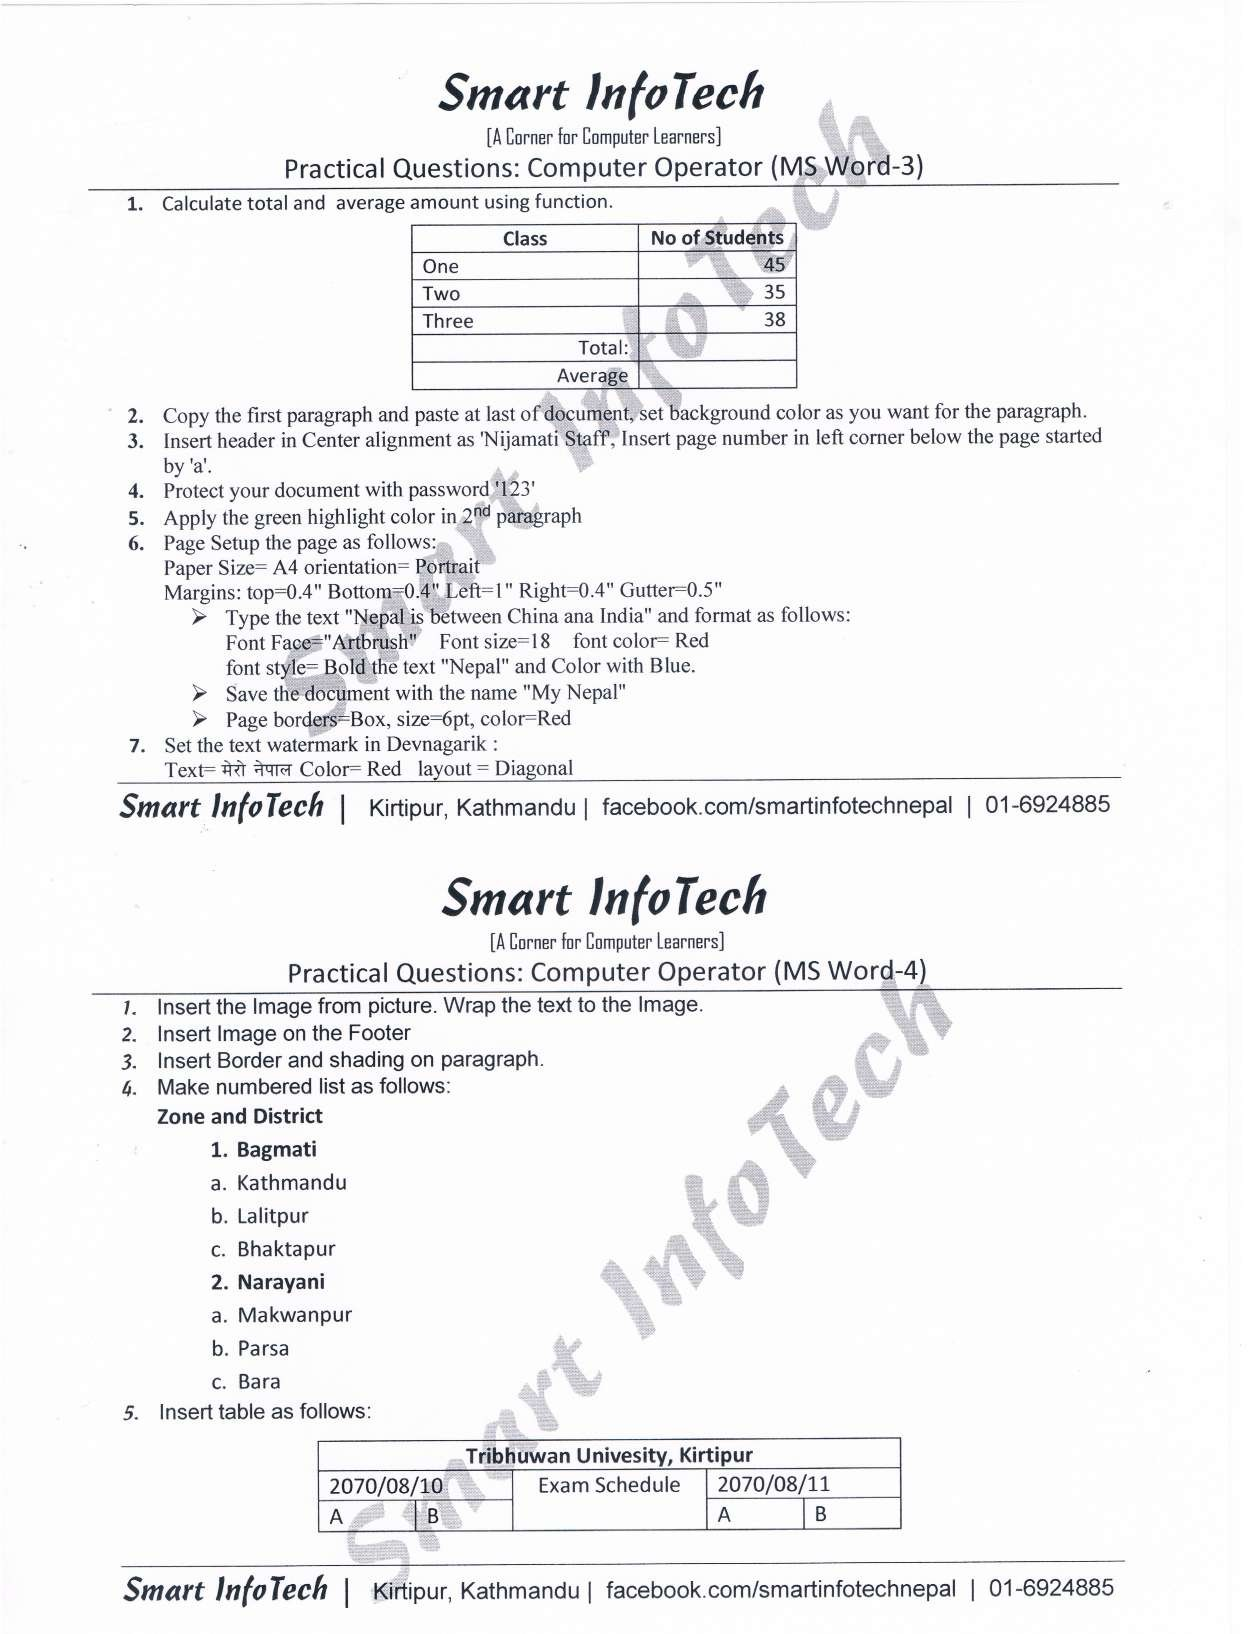 Smart InfoTech
[A Corner for Computer Learners]
Practical Questions: Computer Operator (MS Word-3)
1. Calculate total and average amount using function.
Class No of Students
One 45
Two 35
Three 38
Total:
Average
2. Copy the first paragraph and paste at last of document, set background color as you want for the paragraph.
3. Insert header in Center alignment as 'Nijamati Staff', Insert page number in left corner below the page started
by 'a'.
4. Protect your document with password '123'
5. Apply the green highlight color in 2nd paragraph
6. Page Setup the page as follows:
Paper Size= A4 orientation= Portrait
Margins: top=0.4" Bottom=0.4" Left=1" Right=0.4" Gutter=0.5"
➢ Type the text "Nepal is between China ana India" and format as follows:
Font Face="Artbrush" Font size=18 font color= Red
font style= Bold the text "Nepal" and Color with Blue.
➢ Save the document with the name "My Nepal"
➢ Page borders=Box, size=6pt, color=Red
7. Set the text watermark in Devnagarik :
Text= मेरो नेपाल Color= Red layout = Diagonal
Smart InfoTech | Kirtipur, Kathmandu | facebook.com/smartinfotechnepal | 01-6924885
Smart InfoTech
Smart InfoTech
[A Corner for Computer Learners]
Practical Questions: Computer Operator (MS Word-4)
1. Insert the Image from picture. Wrap the text to the Image.
2. Insert Image on the Footer
3. Insert Border and shading on paragraph.
4. Make numbered list as follows:
Zone and District
1. Bagmati
a. Kathmandu
b. Lalitpur
c. Bhaktapur
2. Narayani
a. Makwanpur
b. Parsa
c. Bara
5. Insert table as follows:
Tribhuwan Univesity, Kirtipur
2070/08/10 Exam Schedule 2070/08/11
A B A B
Smart InfoTech | Kirtipur, Kathmandu | facebook.com/smartinfotechnepal | 01-6924885
Smart InfoTech